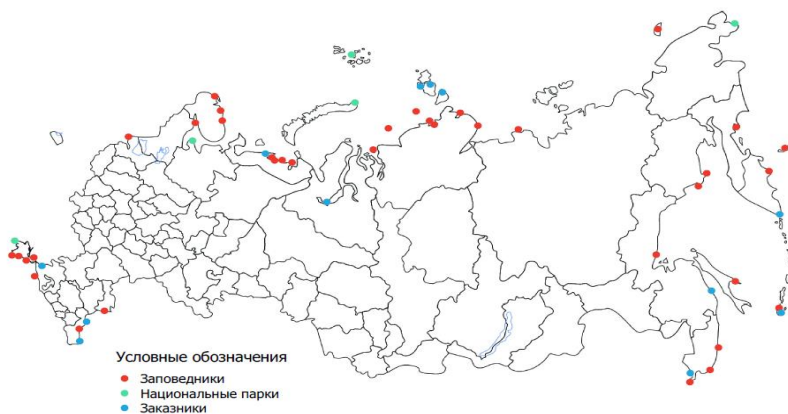 Условные обозначения
Заповедники
Национальные парки
Заказники